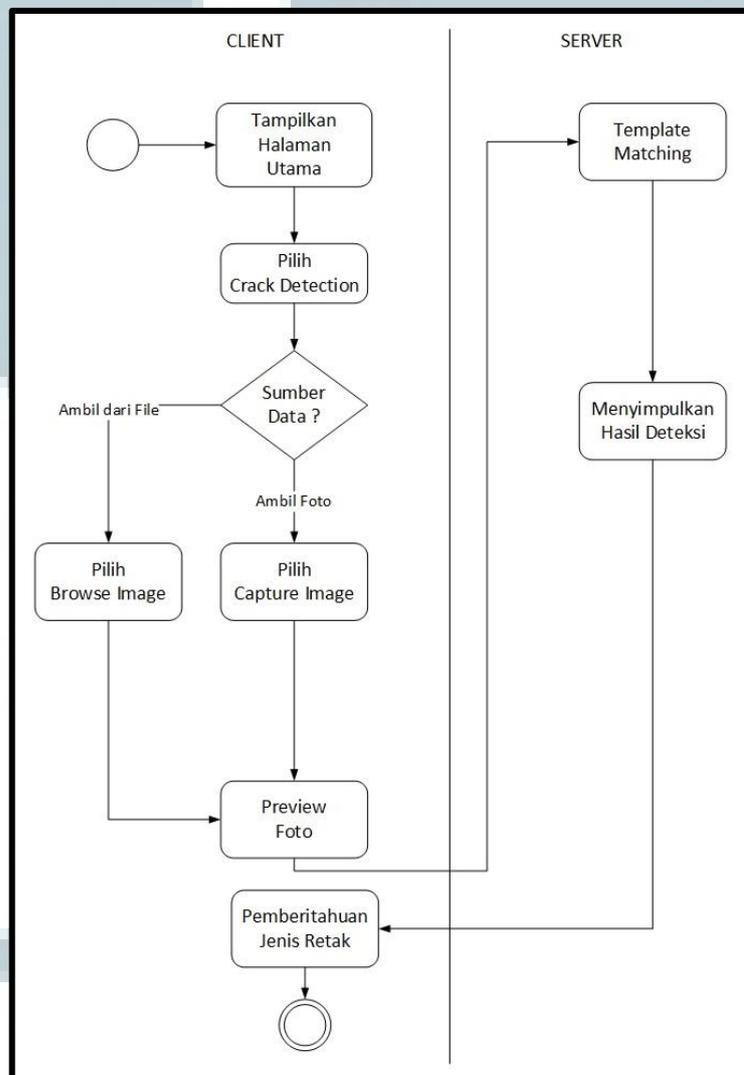 CLIENT
SERVER
Tampilkan
Halaman
Utama
Template
Matching
Pilih
Crack Detection
Sumber
Data ?
Ambil dari File
Menyimpulkan
Hasil Deteksi
Ambil Foto
Pilih
Browse Image
Pilih
Capture Image
Preview
Foto
Pemberitahuan
Jenis Retak